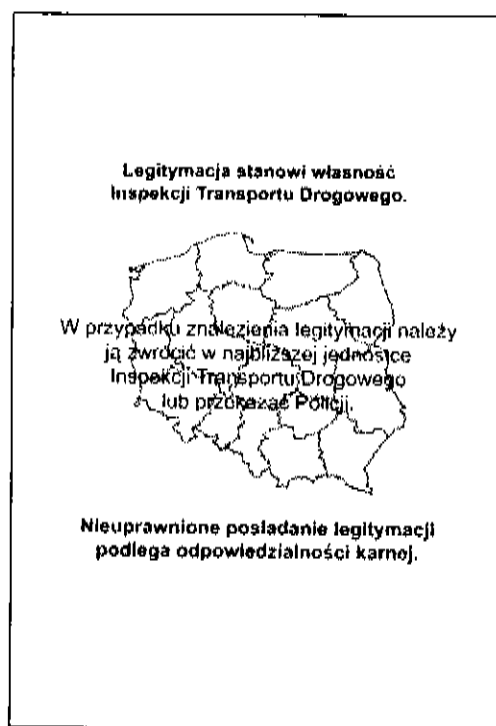 Legitymacja stanowi własność
Inspekcji Transportu Drogowego.
W przypadku znalezienia legitymacji należy
ją zwrócić w najbliższej jednostce
Inspekcji Transportu Drogowego
lub przekazać Policji.
Nieuprawnione posiadanie legitymacji
podlega odpowiedzialności karnej.